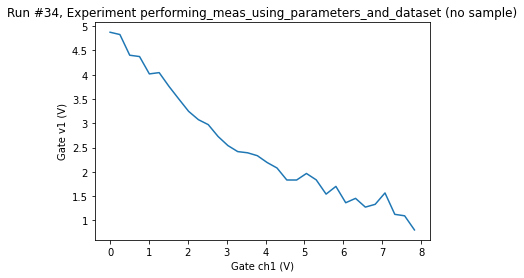 Run #34, Experiment performing_meas_using_parameters_and_dataset (no sample)
5
4.5
4
3.5
3
2.5
2
1.5
1
Gate v1 (V)
0 1 2 3 4 5 6 7 8
Gate ch1 (V)